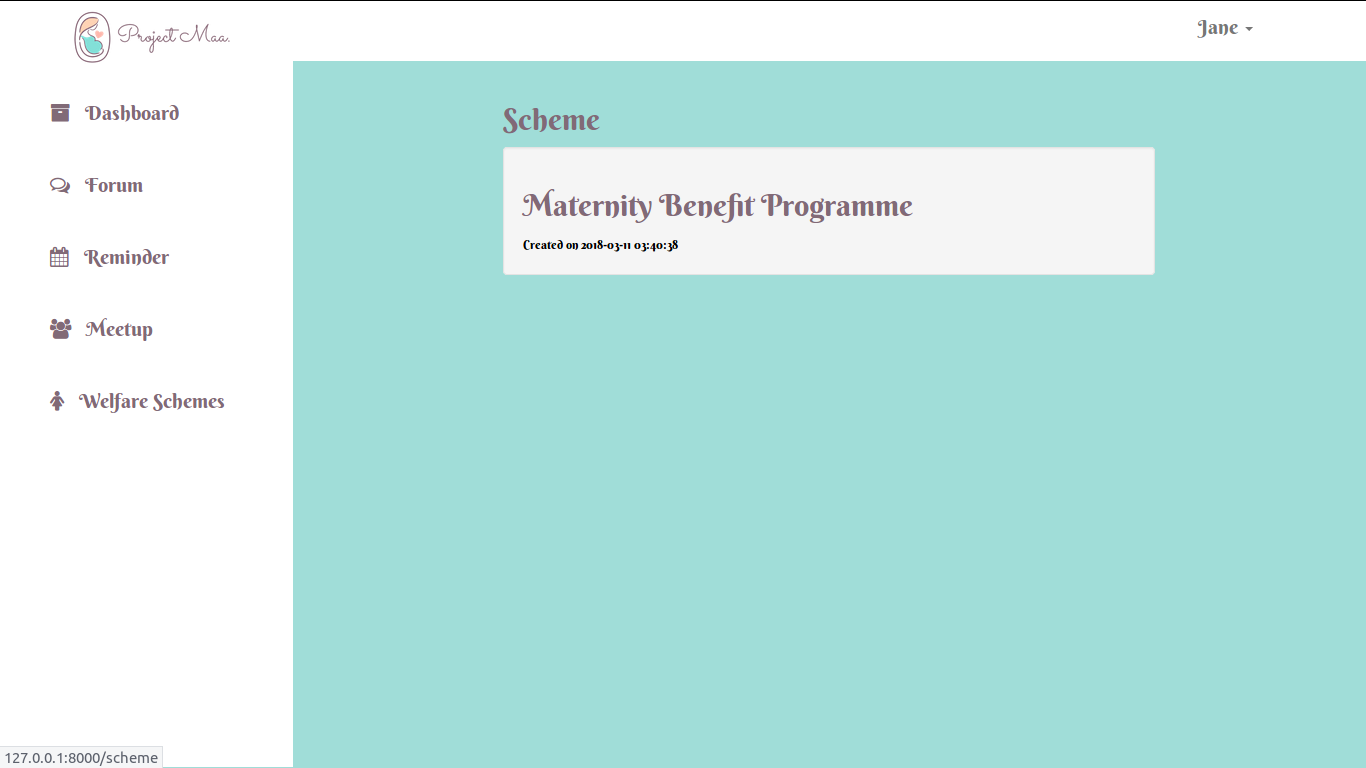 Project Maa.
Jane
Dashboard
Forum
Reminder
Meetup
Welfare Schemes
Scheme
Maternity Benefit Programme
Created on 2018-03-11 03:40:38
127.0.0.1:8000/scheme